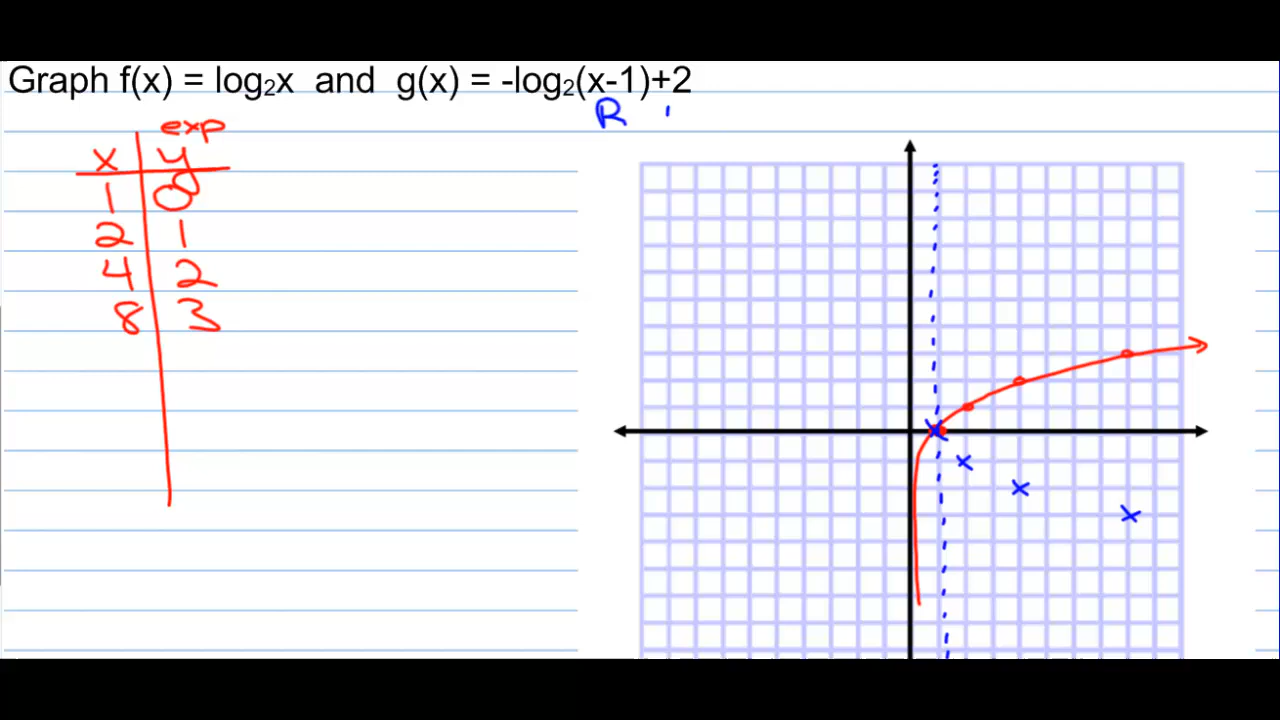 Graph f(x) = log₂x and g(x) = -log₂(x-1)+2
R
exp
x y
1 0
2 1
4 2
8 3